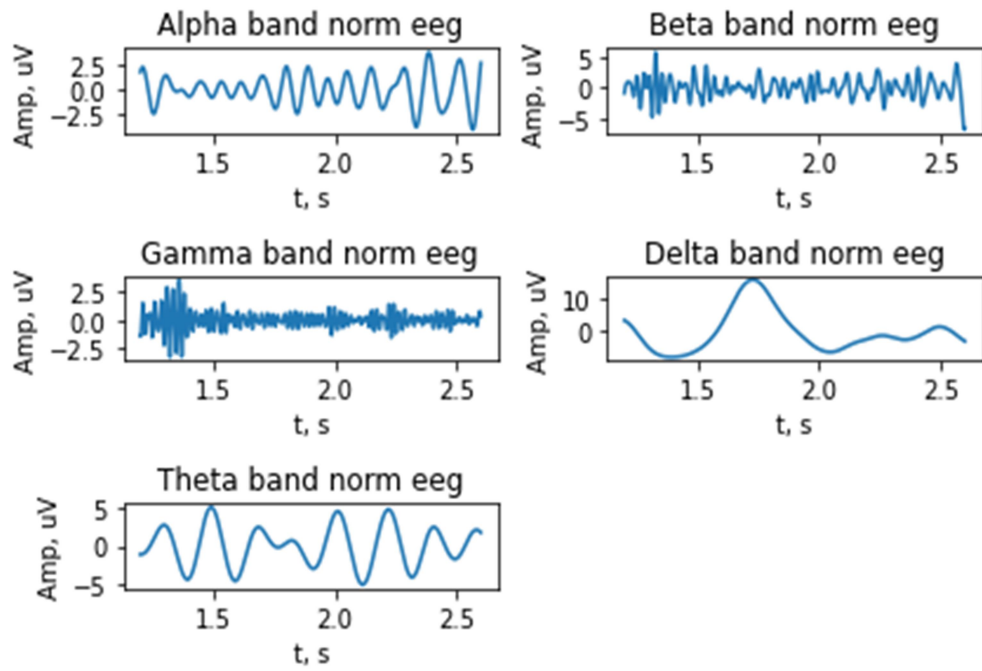 Alpha band norm eeg
Amp, uV
2.5
0.0
−2.5
1.5 2.0 2.5
t, s
Beta band norm eeg
Amp, uV
5
0
−5
1.5 2.0 2.5
t, s
Gamma band norm eeg
Amp, uV
2.5
0.0
−2.5
1.5 2.0 2.5
t, s
Delta band norm eeg
Amp, uV
10
0
1.5 2.0 2.5
t, s
Theta band norm eeg
Amp, uV
5
0
−5
1.5 2.0 2.5
t, s